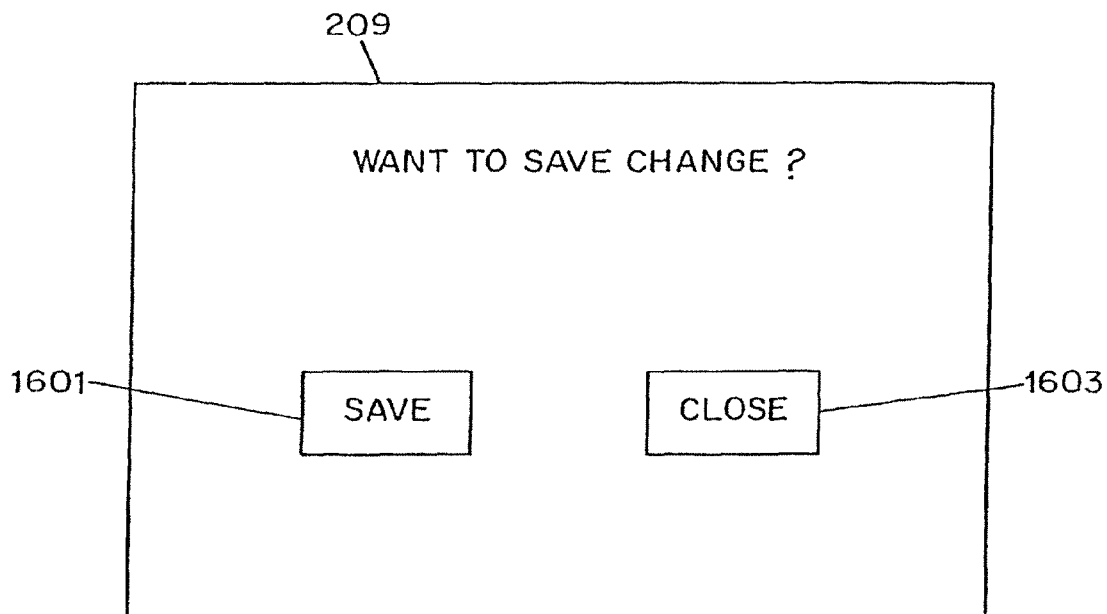 209
WANT TO SAVE CHANGE ?
1601
SAVE
CLOSE
1603